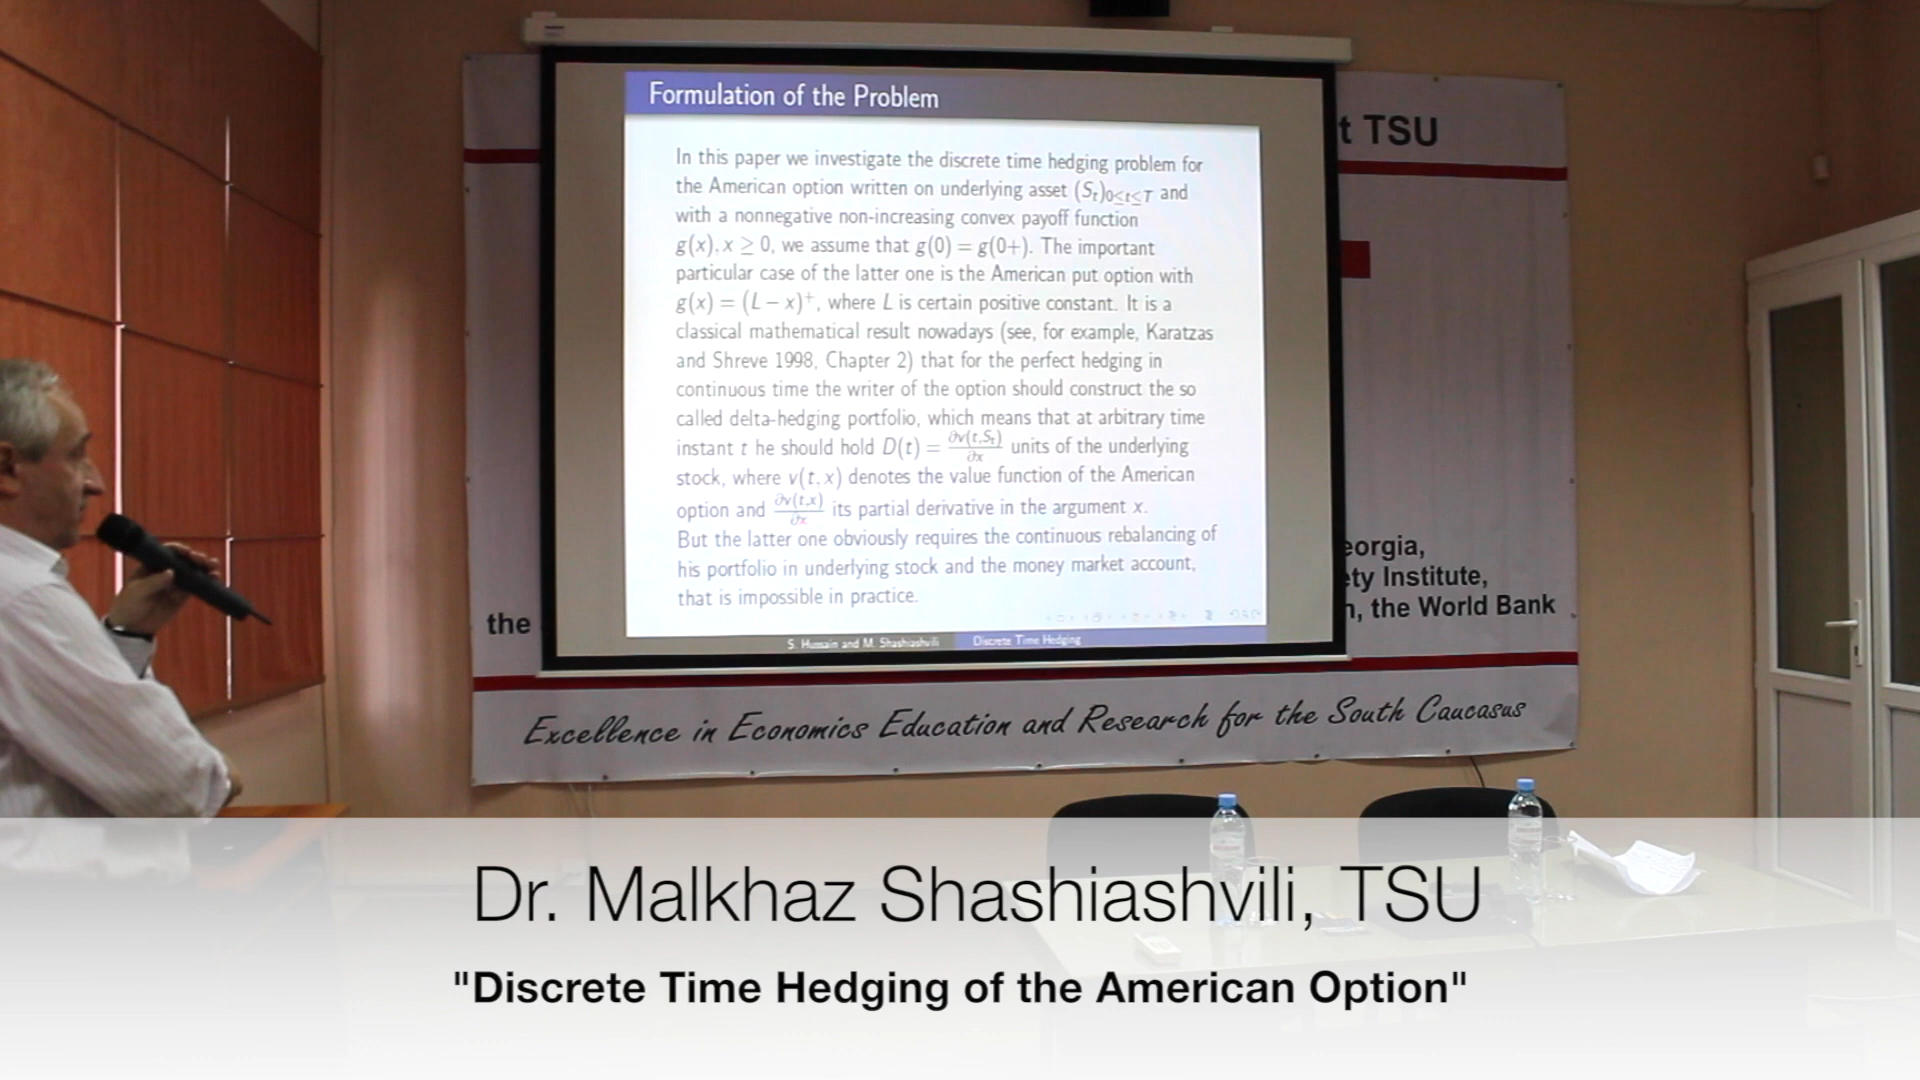 Formulation of the Problem
In this paper we investigate the discrete time hedging problem for
the American option written on underlying asset (Sₜ)₀≤ₜ≤T and
with a nonnegative non-increasing convex payoff function
g(x), x ≥ 0, we assume that g(0) = g(0+). The important
particular case of the latter one is the American put option with
g(x) = (L − x)⁺, where L is certain positive constant. It is a
classical mathematical result nowadays (see, for example, Karatzas
and Shreve 1998, Chapter 2) that for the perfect hedging in
continuous time the writer of the option should construct the so
called delta-hedging portfolio, which means that at arbitrary time
instant t he should hold D(t) = ∂v(t,Sₜ)/∂x units of the underlying
stock, where v(t, x) denotes the value function of the American
option and ∂v(t,x)/∂x its partial derivative in the argument x.
But the latter one obviously requires the continuous rebalancing of
his portfolio in underlying stock and the money market account,
that is impossible in practice.
S. Hussain and M. Shashiashvili Discrete Time Hedging
t TSU
eorgia,
ety Institute,
the
n, the World Bank
Excellence in Economics Education and Research for the South Caucasus
Dr. Malkhaz Shashiashvili, TSU
"Discrete Time Hedging of the American Option"